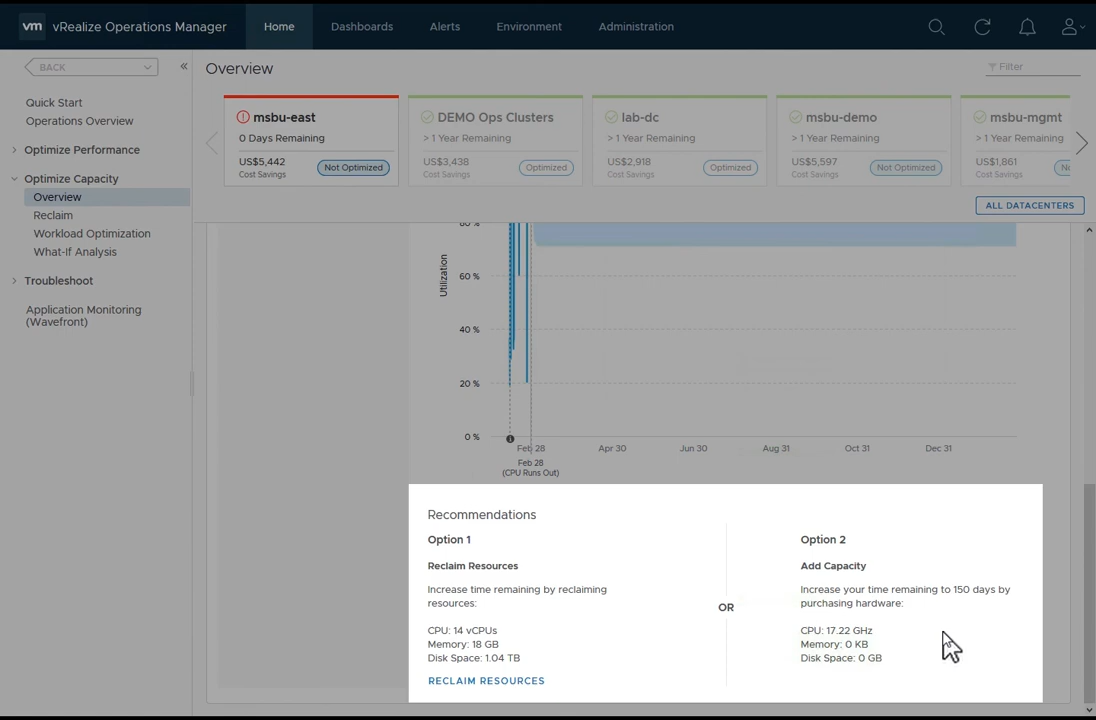 vm vRealize Operations Manager
Home
Dashboards
Alerts
Environment
Administration
BACK
Quick Start
Operations Overview
Optimize Performance
Optimize Capacity
Overview
Reclaim
Workload Optimization
What-If Analysis
Troubleshoot
Application Monitoring
(Wavefront)
Overview
Filter
msbu-east
0 Days Remaining
US$5,442
Cost Savings
Not Optimized
DEMO Ops Clusters
> 1 Year Remaining
US$3,438
Cost Savings
Optimized
lab-dc
> 1 Year Remaining
US$2,918
Cost Savings
Optimized
msbu-demo
> 1 Year Remaining
US$5,597
Cost Savings
Not Optimized
msbu-mgmt
> 1 Year Remaining
US$1,861
Cost Savings
ALL DATACENTERS
Utilization
80 %
60 %
40 %
20 %
0 %
Feb 28
Apr 30
Jun 30
Aug 31
Oct 31
Dec 31
Feb 28
(CPU Runs Out)
Recommendations
Option 1
Reclaim Resources
Increase time remaining by reclaiming
resources:
CPU: 14 vCPUs
Memory: 18 GB
Disk Space: 1.04 TB
RECLAIM RESOURCES
OR
Option 2
Add Capacity
Increase your time remaining to 150 days by
purchasing hardware:
CPU: 17.22 GHz
Memory: 0 KB
Disk Space: 0 GB